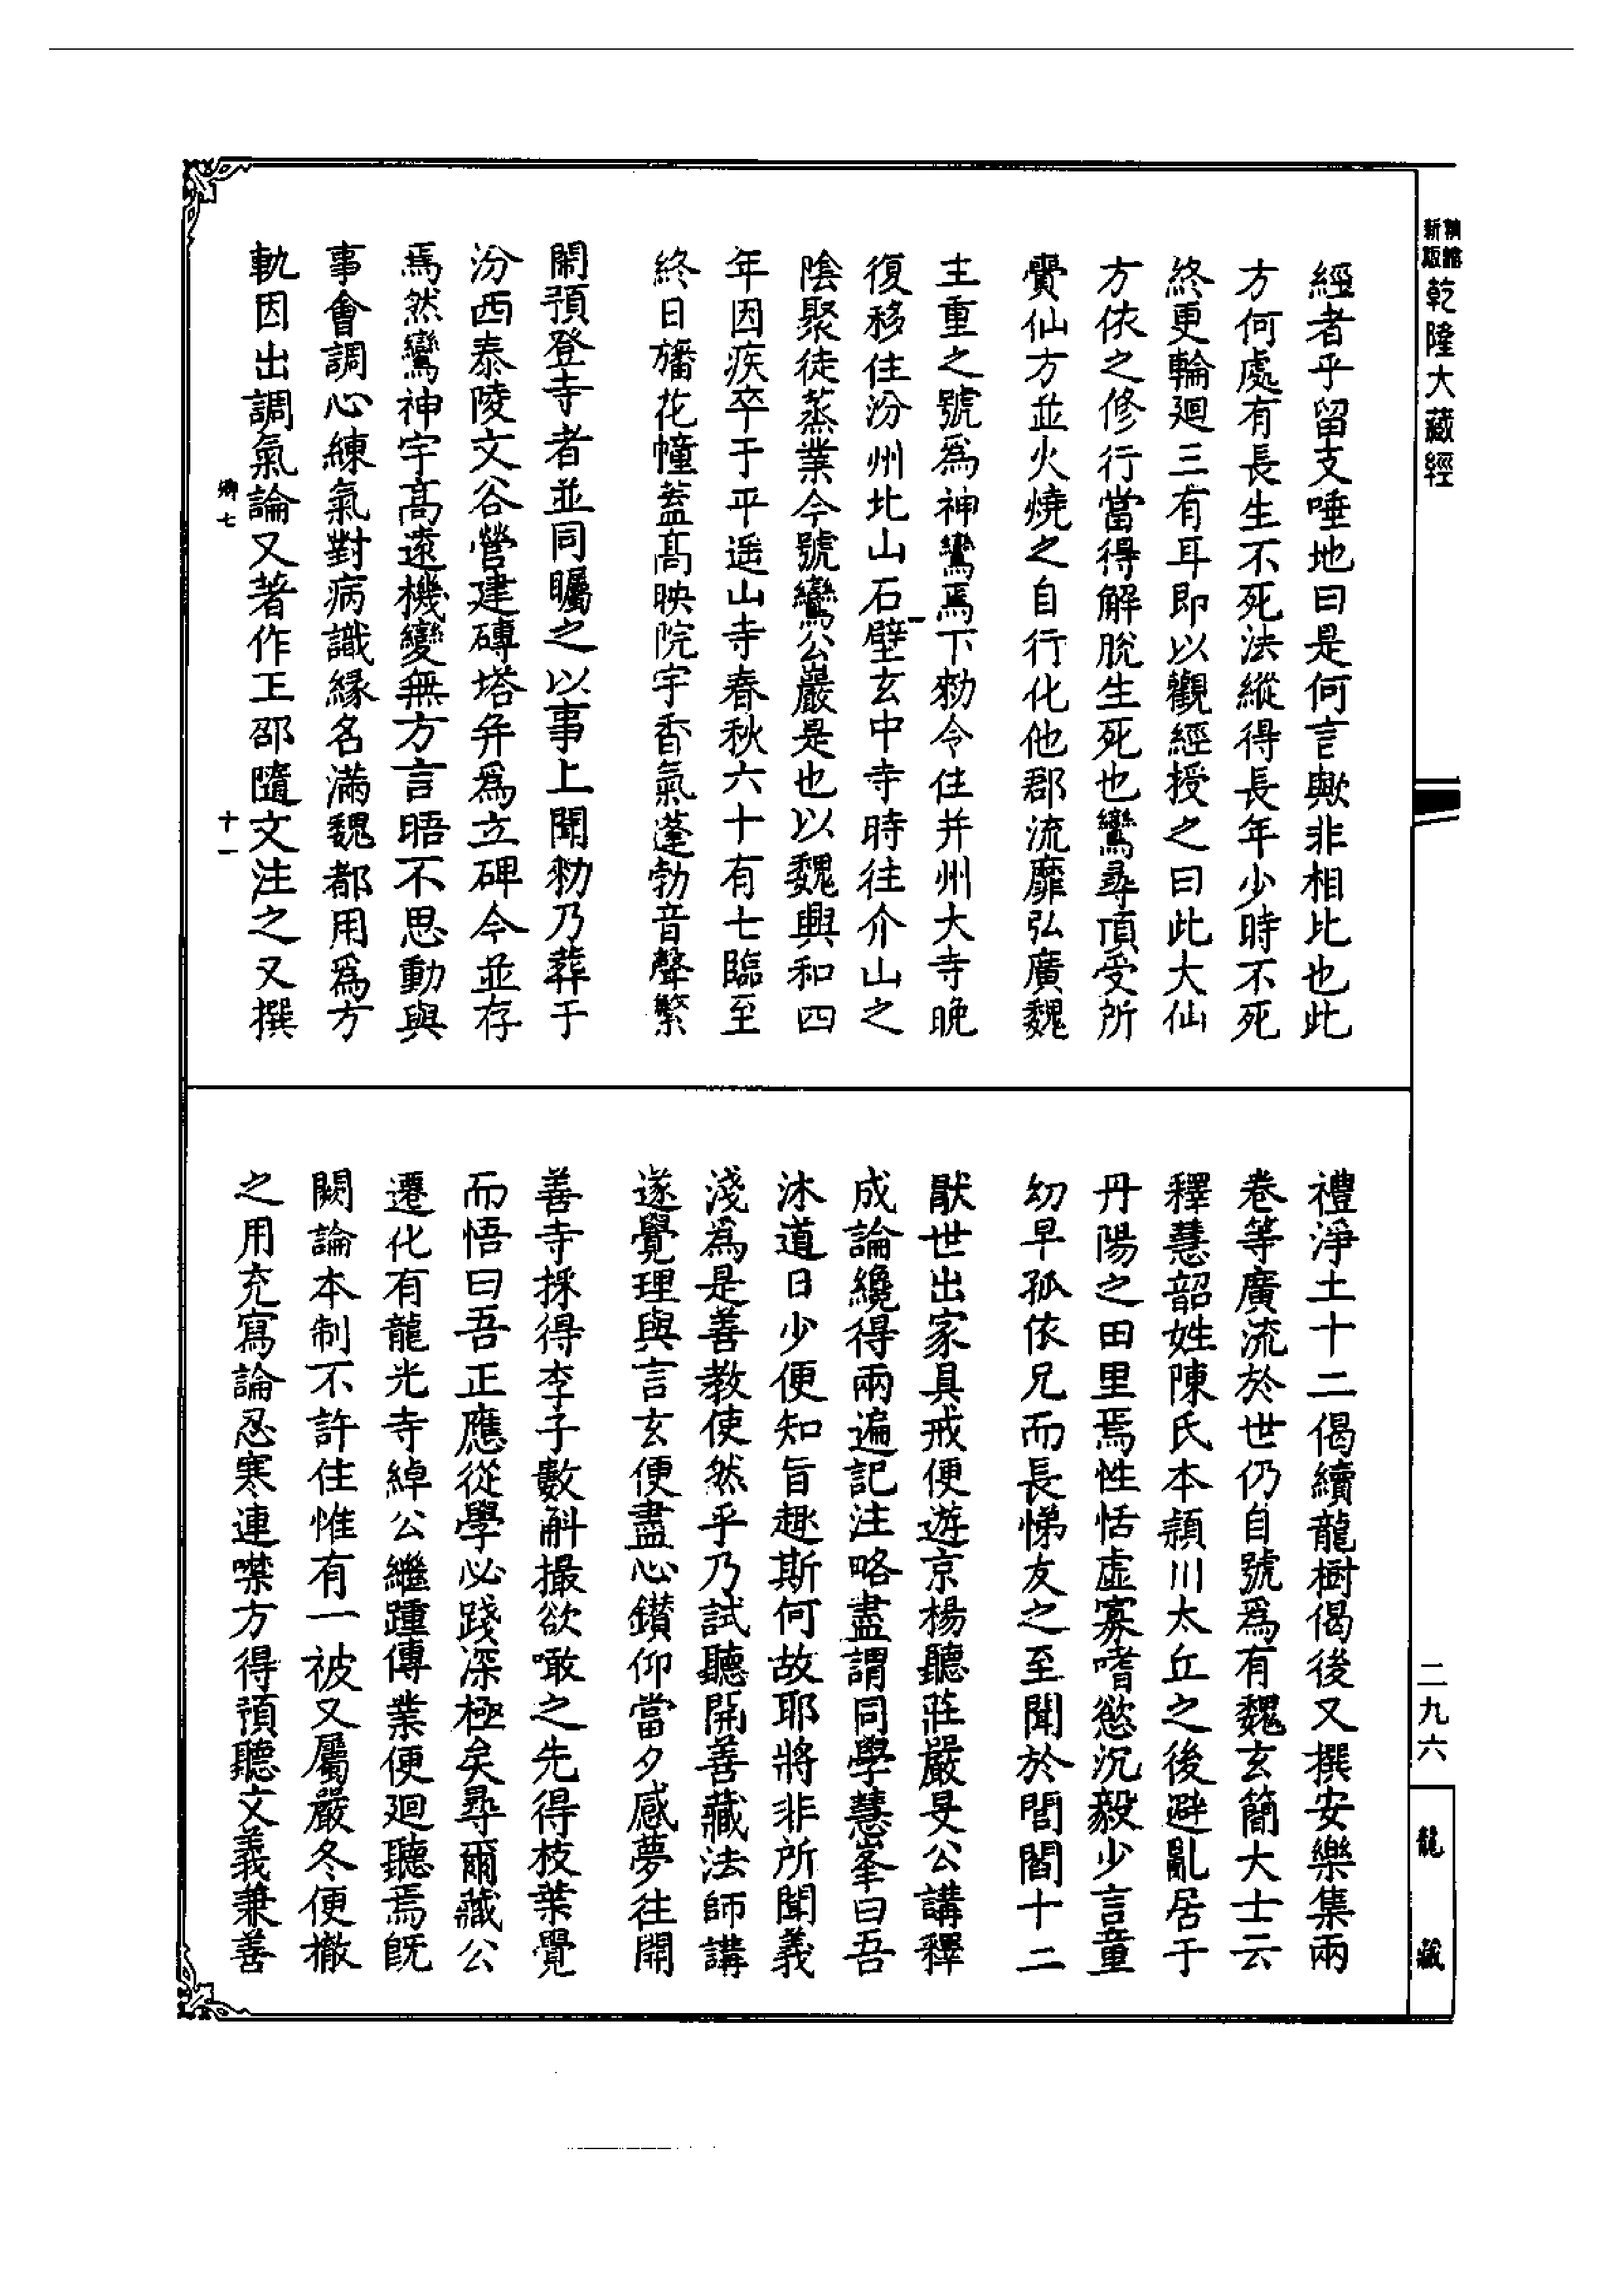 新編縮版乾隆大藏經
經者乎留支唾地曰是何言歟非相比也此
方何處有長生不死法縱得長年少時不死
終更輪廻三有耳即以觀經授之曰此大仙
方依之修行當得解脫生死也鸞尋頂受所
賷仙方並火燒之自行化他郡流靡弘廣魏
主重之號為神鸞焉下勑令住并州大寺晚
復移住汾州北山石壁玄中寺時往介山之
陰聚徒蒸業今號鸞公巖是也以魏興和四
年因疾卒于平遥山寺春秋六十有七臨至
終日旛花幢蓋髙映院宇香氣蓬勃音聲繁
閙預登寺者並同矚之以事上聞勑乃葬于
汾西泰陵文谷營建磚塔并為立碑今並存
焉然鸞神宇高遠機變無方言晤不思動與
事會調心練氣對病識緣名滿魏都用為方
軌因出調氣論又著作王邵隨文注之又撰
卿七
十一
禮淨土十二偈續龍樹偈後又撰安樂集兩
卷等廣流於世仍自號為有魏玄簡大士云
釋慧韶姓陳氏本頴川太丘之後避亂居于
丹陽之田里焉性恬虛寡嗜慾沉毅少言童
幼早孤依兄而長悌友之至聞於閭閻十二
厭世出家具戒便遊京楊聽莊嚴旻公講釋
成論纔得兩遍記注略盡謂同學慧峯曰吾
沐道日少便知旨趣斯何故耶將非所聞義
淺為是善教使然乎乃試聽開善藏法師講
遂覺理與言玄便盡心鑚仰當夕感夢往開
善寺採得李子數斛撮欲噉之先得枝葉覺
而悟曰吾正應從學必踐深極矣尋爾藏公
遷化有龍光寺綽公繼踵傳業便廻聽焉既
闕論本制不許住惟有一被又屬嚴冬便撤
之用充寫論忍寒連噤方得預聽文義兼善
二九六
龍藏